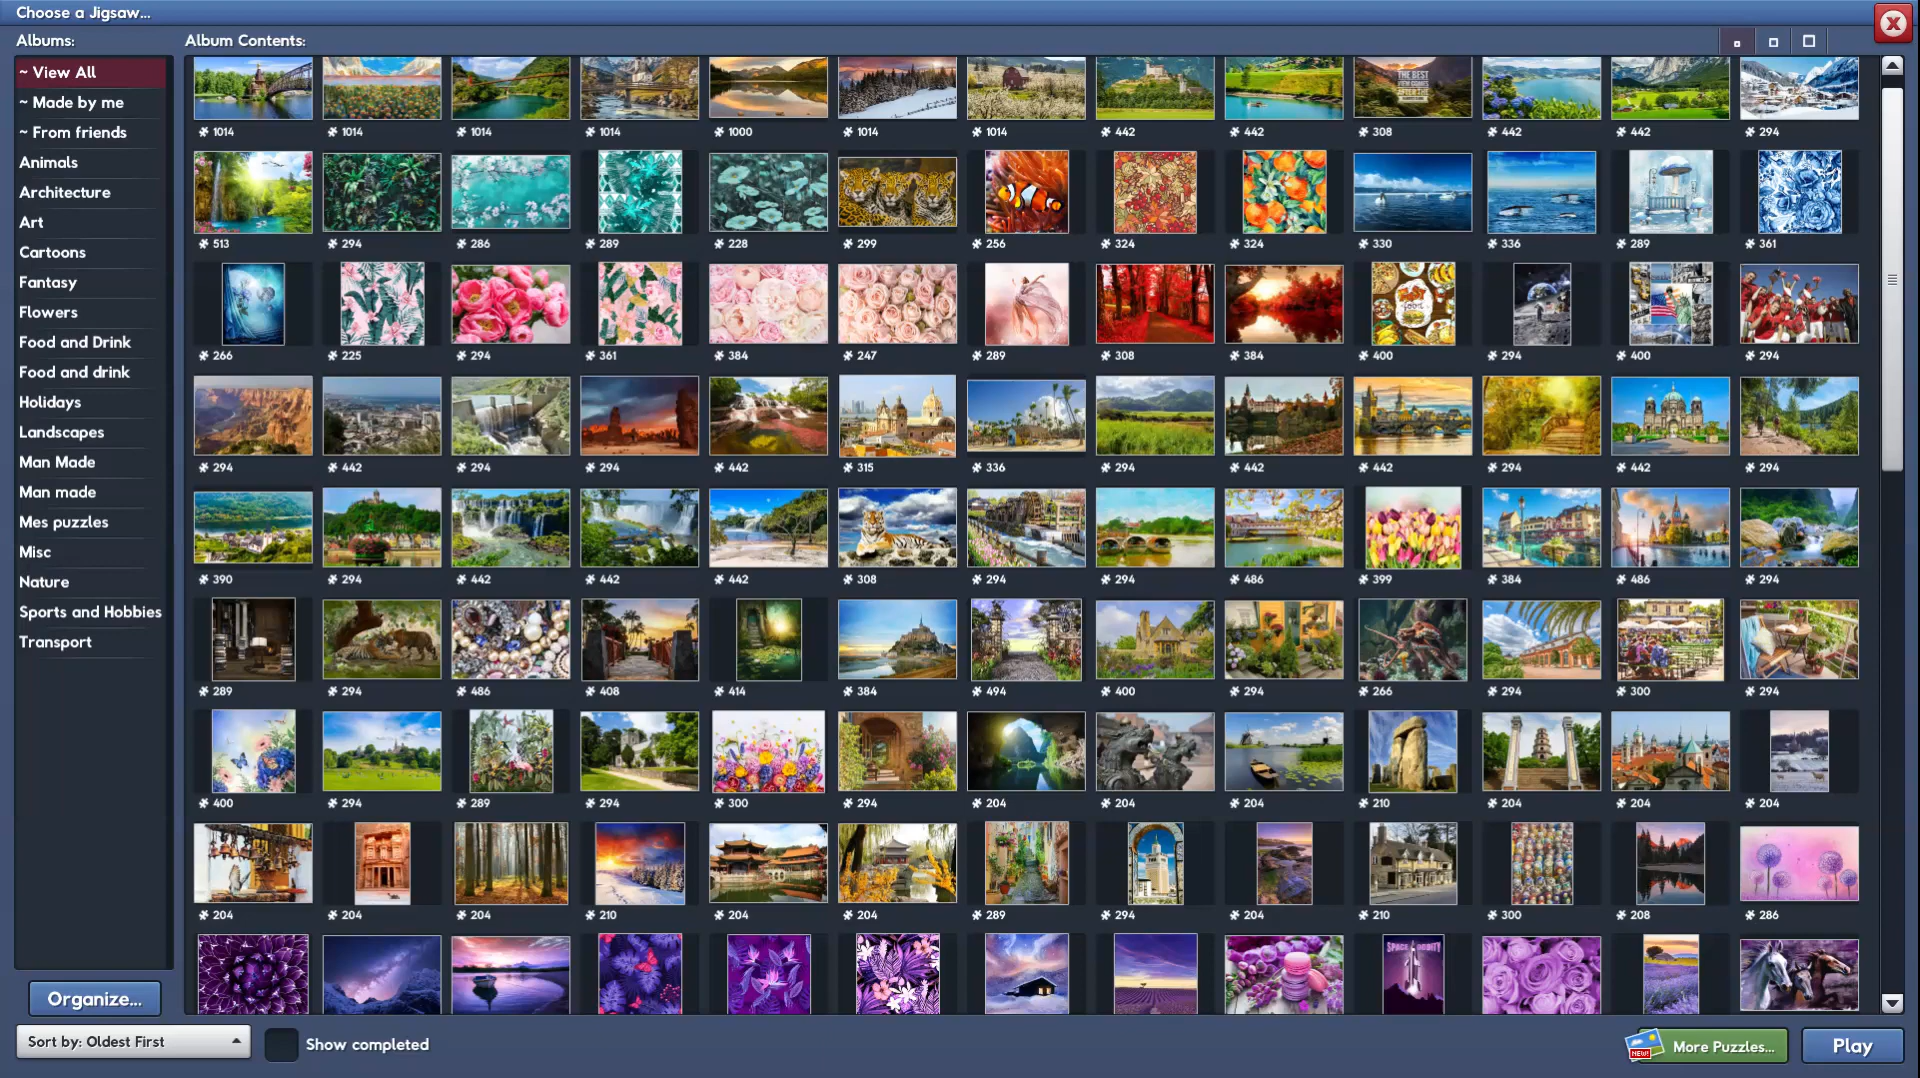 Choose a Jigsaw...
Albums:
Album Contents:
~ View All
~ Made by me
~ From friends
Animals
Architecture
Art
Cartoons
Fantasy
Flowers
Food and Drink
Food and drink
Holidays
Landscapes
Man Made
Man made
Mes puzzles
Misc
Nature
Sports and Hobbies
Transport
THE BEST
1014 1014 1014 1014 1000 1014 1014 442 442 308 442 442 294
513 294 286 289 228 299 256 324 324 330 336 289 361
266 225 294 361 384 247 289 308 384 400 294 400 294
294 442 294 294 442 315 336 294 442 442 294 442 294
390 294 442 442 442 308 294 294 486 399 384 486 294
289 294 486 408 414 384 494 400 294 266 294 300 294
400 294 289 294 300 294 204 204 204 210 204 204 204
204 204 204 210 204 204 289 294 204 210 300 208 286
SPACE ODDITY
Organize...
Sort by: Oldest First
Show completed
NEW!
More Puzzles...
Play